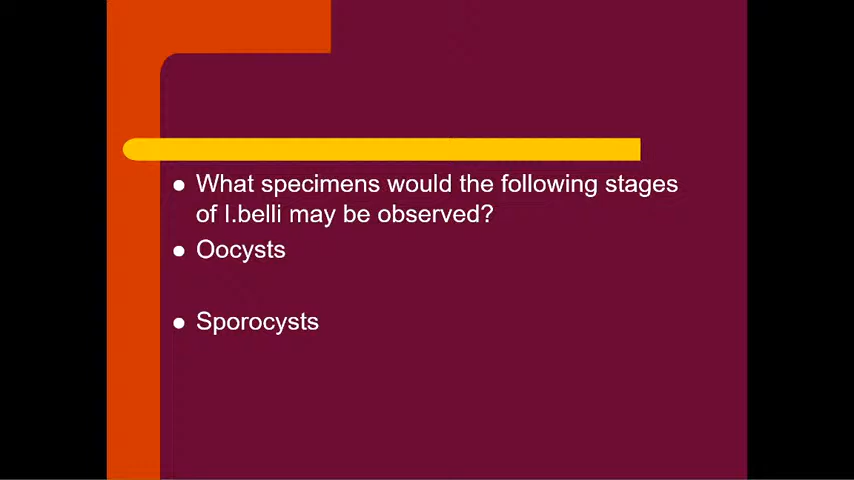 What specimens would the following stages
of I.belli may be observed?
Oocysts
Sporocysts